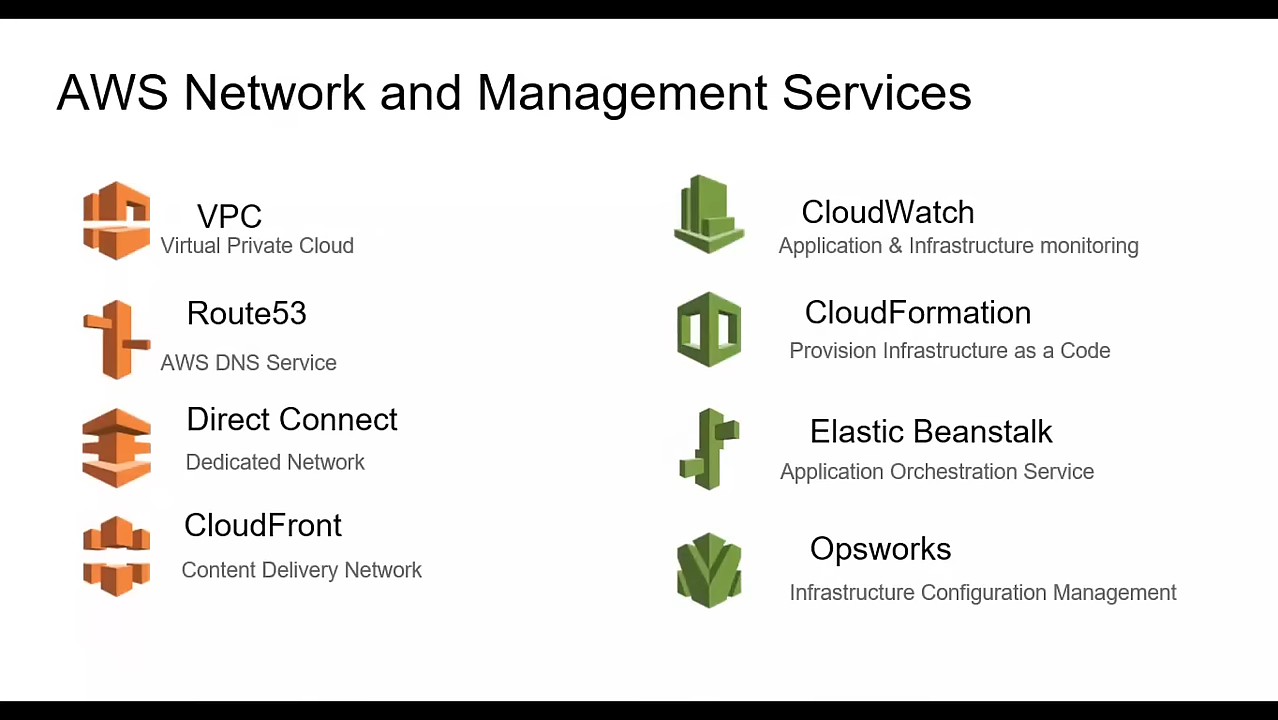 AWS Network and Management Services
VPC
Virtual Private Cloud
Route53
AWS DNS Service
Direct Connect
Dedicated Network
CloudFront
Content Delivery Network
CloudWatch
Application & Infrastructure monitoring
CloudFormation
Provision Infrastructure as a Code
Elastic Beanstalk
Application Orchestration Service
Opsworks
Infrastructure Configuration Management